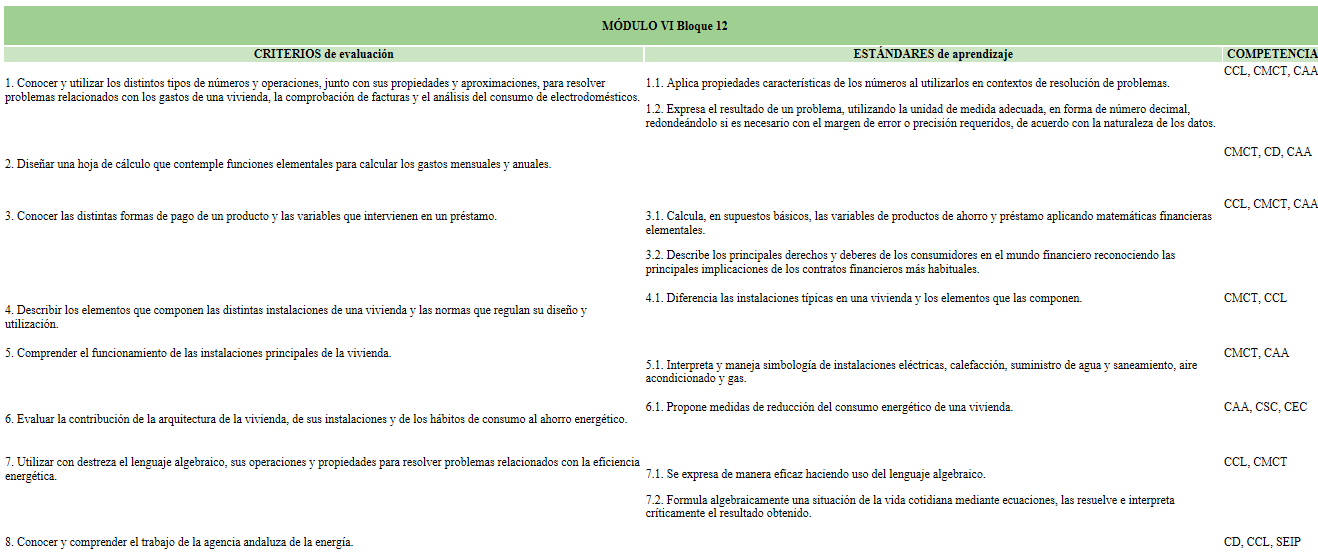 MÓDULO VI Bloque 12
CRITERIOS de evaluación
ESTÁNDARES de aprendizaje
COMPETENCIA
1. Conocer y utilizar los distintos tipos de números y operaciones, junto con sus propiedades y aproximaciones, para resolver
problemas relacionados con los gastos de una vivienda, la comprobación de facturas y el análisis del consumo de electrodomésticos.
1.1. Aplica propiedades características de los números al utilizarlos en contextos de resolución de problemas.
1.2. Expresa el resultado de un problema, utilizando la unidad de medida adecuada, en forma de número decimal,
redondeándolo si es necesario con el margen de error o precisión requeridos, de acuerdo con la naturaleza de los datos.
CCL, CMCT, CAA
2. Diseñar una hoja de cálculo que contemple funciones elementales para calcular los gastos mensuales y anuales.
CMCT, CD, CAA
3. Conocer las distintas formas de pago de un producto y las variables que intervienen en un préstamo.
3.1. Calcula, en supuestos básicos, las variables de productos de ahorro y préstamo aplicando matemáticas financieras
elementales.
3.2. Describe los principales derechos y deberes de los consumidores en el mundo financiero reconociendo las
principales implicaciones de los contratos financieros más habituales.
CCL, CMCT, CAA
4. Describir los elementos que componen las distintas instalaciones de una vivienda y las normas que regulan su diseño y
utilización.
4.1. Diferencia las instalaciones típicas en una vivienda y los elementos que las componen.
CMCT, CCL
5. Comprender el funcionamiento de las instalaciones principales de la vivienda.
5.1. Interpreta y maneja simbología de instalaciones eléctricas, calefacción, suministro de agua y saneamiento, aire
acondicionado y gas.
CMCT, CAA
6. Evaluar la contribución de la arquitectura de la vivienda, de sus instalaciones y de los hábitos de consumo al ahorro energético.
6.1. Propone medidas de reducción del consumo energético de una vivienda.
CAA, CSC, CEC
7. Utilizar con destreza el lenguaje algebraico, sus operaciones y propiedades para resolver problemas relacionados con la eficiencia
energética.
7.1. Se expresa de manera eficaz haciendo uso del lenguaje algebraico.
7.2. Formula algebraicamente una situación de la vida cotidiana mediante ecuaciones, las resuelve e interpreta
críticamente el resultado obtenido.
CCL, CMCT
8. Conocer y comprender el trabajo de la agencia andaluza de la energía.
CD, CCL, SEIP